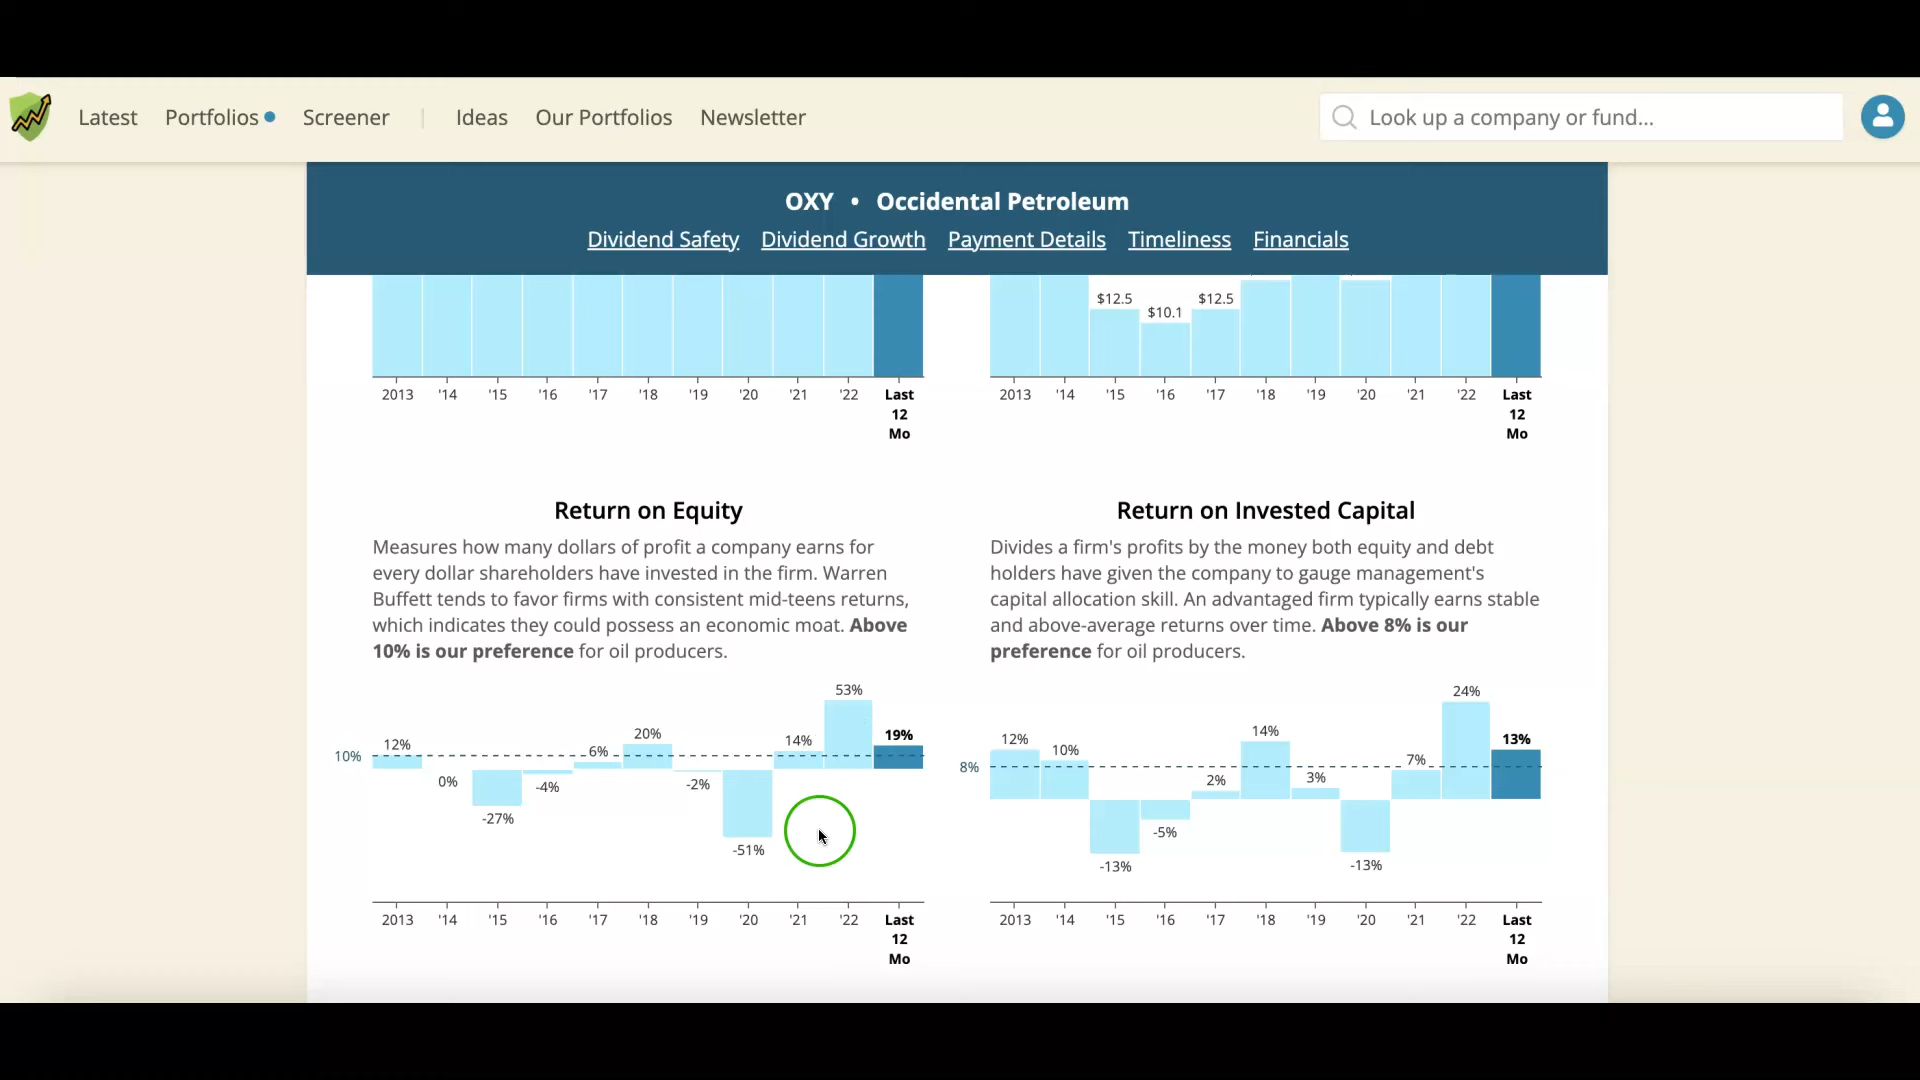 Latest Portfolios Screener Ideas Our Portfolios Newsletter Look up a company or fund...
OXY • Occidental Petroleum
Dividend Safety Dividend Growth Payment Details Timeliness Financials
2013 '14 '15 '16 '17 '18 '19 '20 '21 '22 Last
12
Mo
$12.5 $10.1 $12.5
2013 '14 '15 '16 '17 '18 '19 '20 '21 '22 Last
12
Mo
Return on Equity
Measures how many dollars of profit a company earns for
every dollar shareholders have invested in the firm. Warren
Buffett tends to favor firms with consistent mid-teens returns,
which indicates they could possess an economic moat. Above
10% is our preference for oil producers.
10% 12% 0% -27% -4% 6% 20% -2% -51% 14% 53% 19%
2013 '14 '15 '16 '17 '18 '19 '20 '21 '22 Last
12
Mo
Return on Invested Capital
Divides a firm's profits by the money both equity and debt
holders have given the company to gauge management's
capital allocation skill. An advantaged firm typically earns stable
and above-average returns over time. Above 8% is our
preference for oil producers.
8% 12% 10% -13% -5% 2% 14% 3% -13% 7% 24% 13%
2013 '14 '15 '16 '17 '18 '19 '20 '21 '22 Last
12
Mo